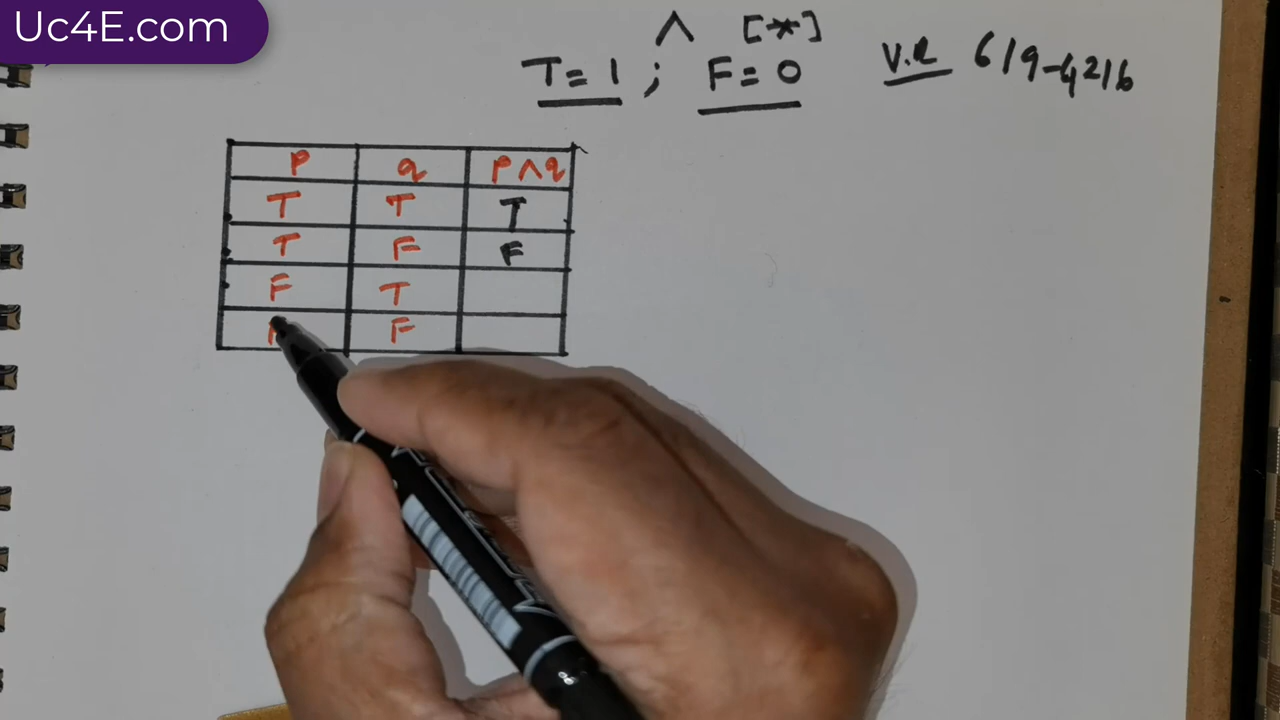 Uc4E.com
∧ [*]
T=1 ; F=0 V.R 619-4216
P q P∧q
T T T
T F F
F T
F